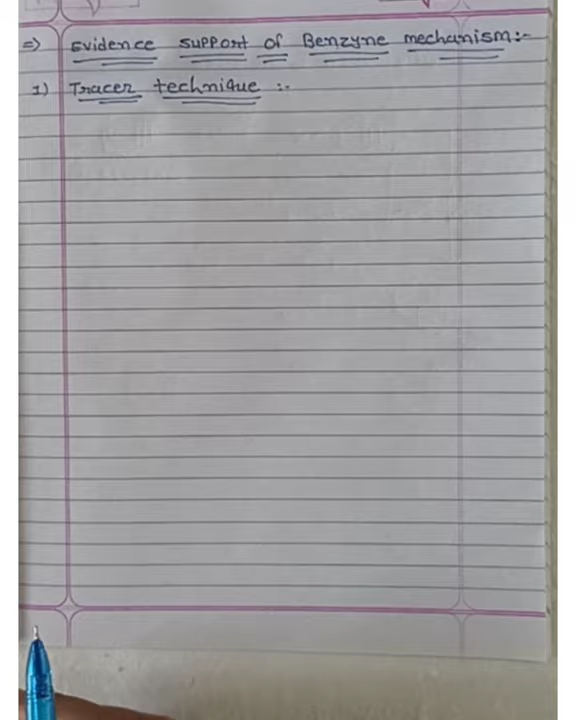 => Evidence support of Benzyne mechanism:-
1) Tracer technique :-